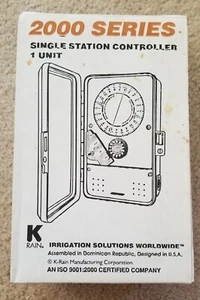 2000 SERIES
SINGLE STATION CONTROLLER
1 UNIT
K
RAIN.
IRRIGATION SOLUTIONS WORLDWIDE™
Assembled in Dominican Republic, Designed in U.S.A.
© K-Rain Manufacturing Corporation
AN ISO 9001:2000 CERTIFIED COMPANY